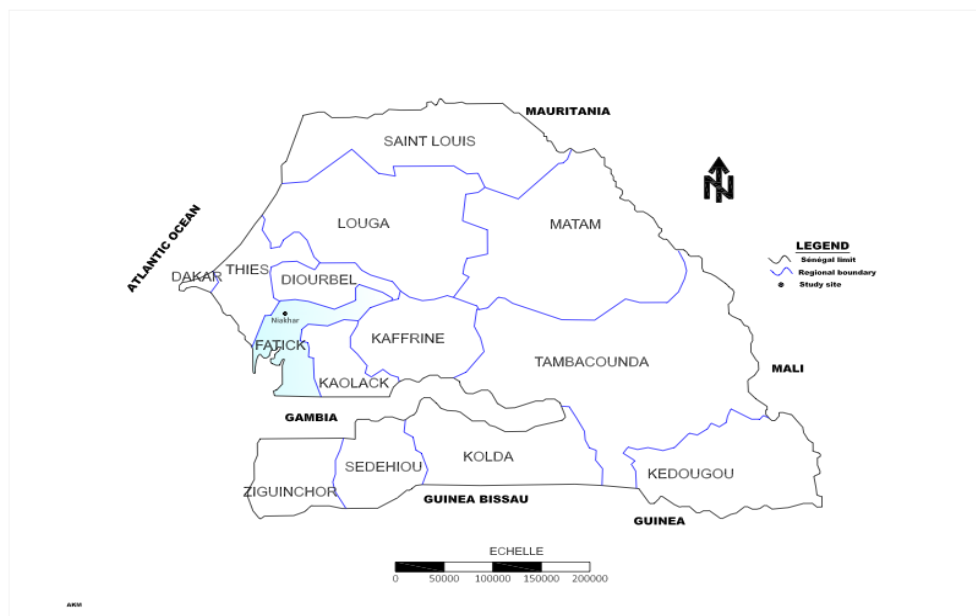 MAURITANIA
SAINT LOUIS
ATLANTIC OCEAN
LOUGA
MATAM
LEGEND
Sénégal limit
Regional boundary
Study site
DAKAR
THIES
DIOURBEL
Niakhar
FATICK
KAFFRINE
TAMBACOUNDA
MALI
KAOLACK
GAMBIA
SEDEHIOU
KOLDA
KEDOUGOU
ZIGUINCHOR
GUINEA BISSAU
GUINEA
ECHELLE
0 50000 100000 150000 200000
AKM
N